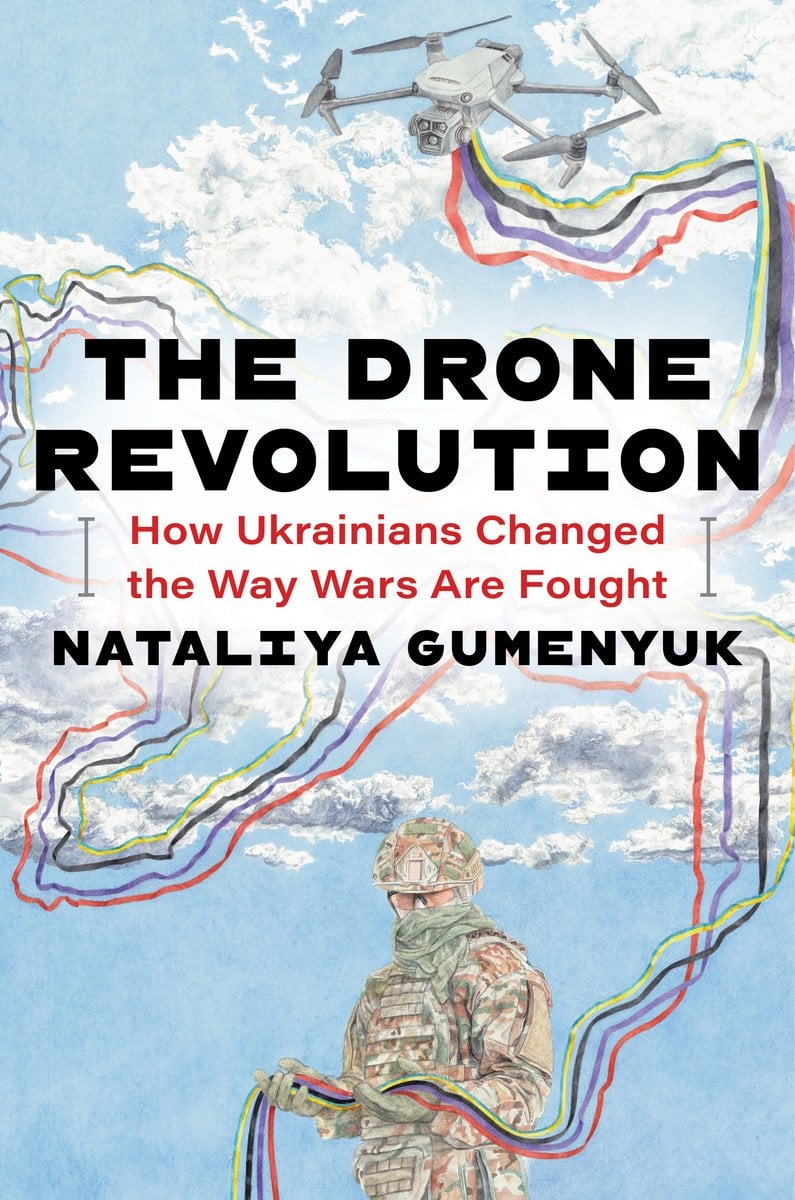 THE DRONE
REVOLUTION
How Ukrainians Changed
the Way Wars Are Fought
NATALIYA GUMENYUK